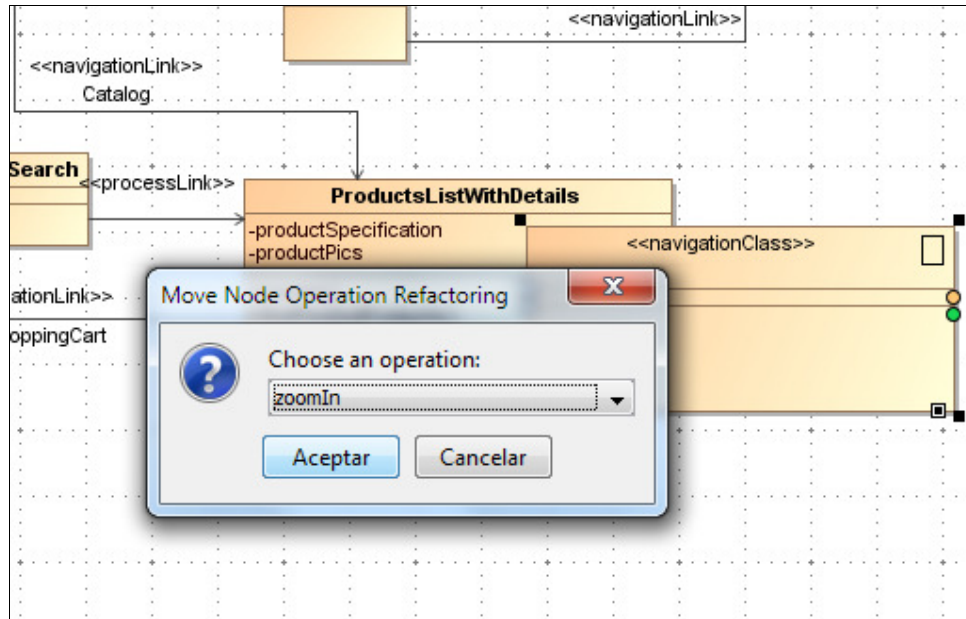 <<navigationLink>>
<<navigationLink>>
Catalog
Search
<<processLink>>
ProductsListWithDetails
-productSpecification
-productPics
<<navigationClass>>
ationLink>>
oppingCart
Move Node Operation Refactoring
Choose an operation:
zoomIn
Aceptar
Cancelar